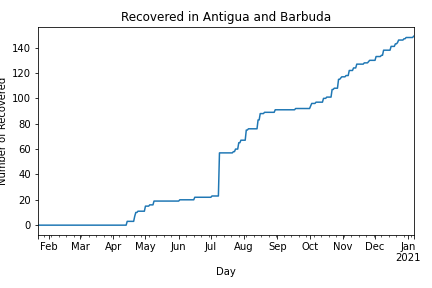 Recovered in Antigua and Barbuda
Number of Recovered
140
120
100
80
60
40
20
0
Feb Mar Apr May Jun Jul Aug Sep Oct Nov Dec Jan
2021
Day